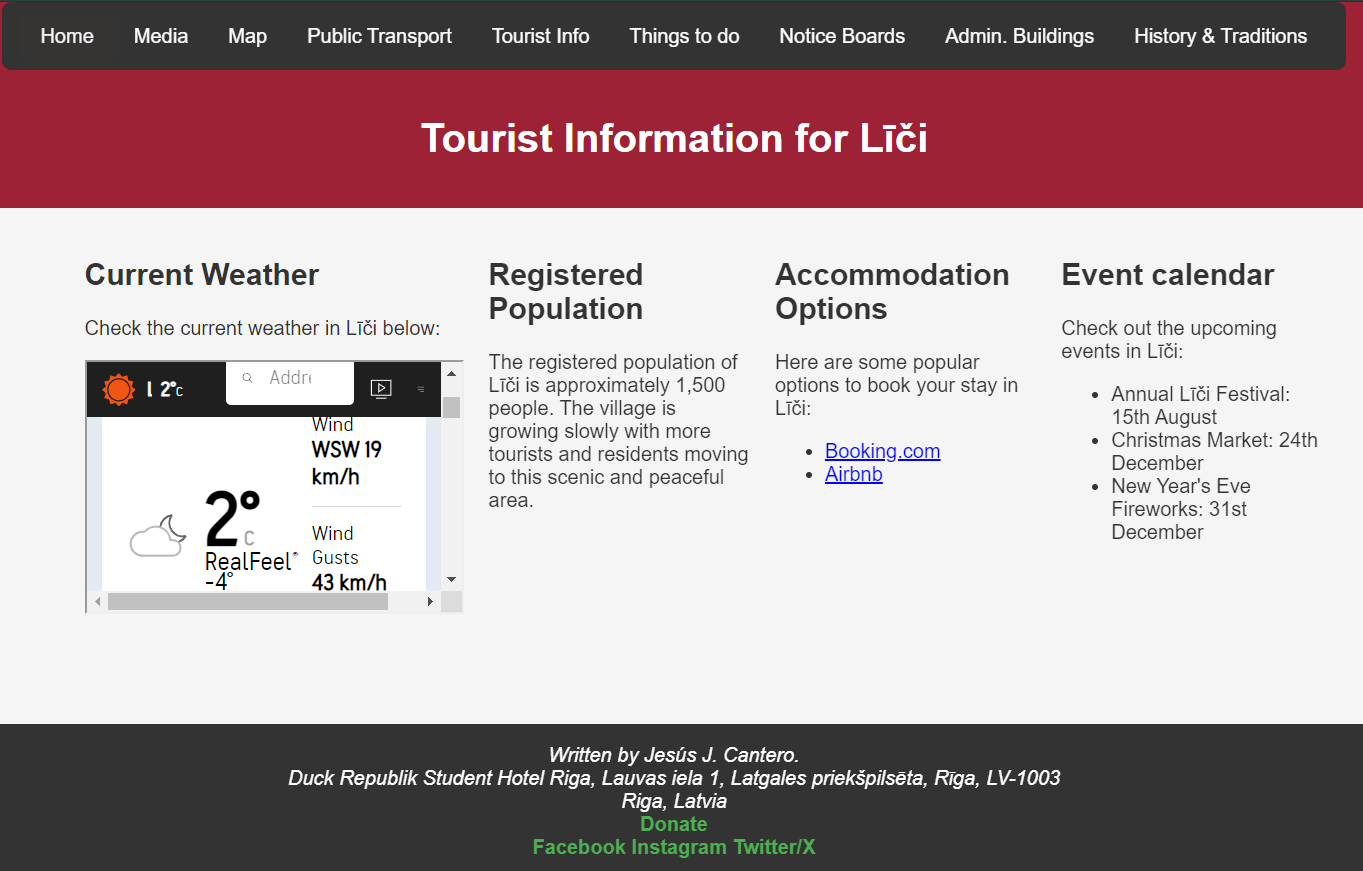 Home Media Map Public Transport Tourist Info Things to do Notice Boards Admin. Buildings History & Traditions
Tourist Information for Līči
Current Weather
Check the current weather in Līči below:
2°C
Wind
WSW 19
km/h
2°C
RealFeel®
-4°
Wind
Gusts
43 km/h
Registered
Population
The registered population of
Līči is approximately 1,500
people. The village is
growing slowly with more
tourists and residents moving
to this scenic and peaceful
area.
Accommodation
Options
Here are some popular
options to book your stay in
Līči:
• Booking.com
• Airbnb
Event calendar
Check out the upcoming
events in Līči:
• Annual Līči Festival:
15th August
• Christmas Market: 24th
December
• New Year's Eve
Fireworks: 31st
December
Written by Jesús J. Cantero.
Duck Republik Student Hotel Riga, Lauvas iela 1, Latgales priekšpilsēta, Rīga, LV-1003
Riga, Latvia
Donate
Facebook Instagram Twitter/X